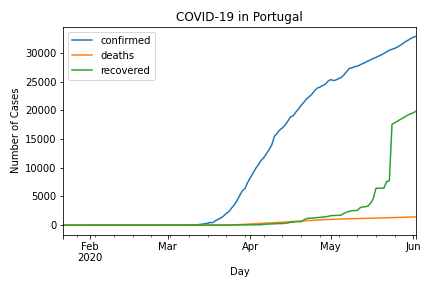 COVID-19 in Portugal
confirmed
deaths
recovered
Number of Cases
30000
25000
20000
15000
10000
5000
0
Feb
2020
Mar
Apr
May
Jun
Day